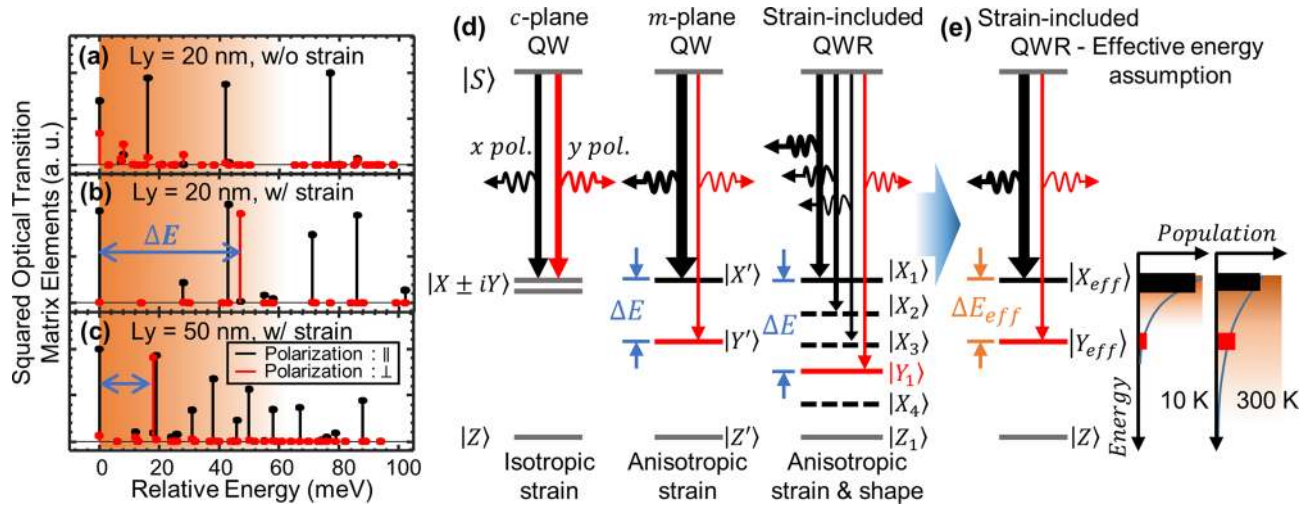 Squared Optical Transition
Matrix Elements (a. u.)
(a) Ly = 20 nm, w/o strain
(b) Ly = 20 nm, w/ strain
ΔE
(c) Ly = 50 nm, w/ strain
Polarization : ∥
Polarization : ⊥
0 20 40 60 80 100
Relative Energy (meV)
(d)
c-plane
QW
m-plane
QW
Strain-included
QWR
|S⟩
x pol.
y pol.
|X ± iY⟩
|X′⟩
ΔE
|Y′⟩
|X₁⟩
|X₂⟩
ΔE
|X₃⟩
|Y₁⟩
|X₄⟩
|Z⟩
|Z′⟩
|Z₁⟩
Isotropic
strain
Anisotropic
strain
Anisotropic
strain & shape
(e) Strain-included
QWR - Effective energy
assumption
Population
|X_eff⟩
ΔE_eff
|Y_eff⟩
|Z⟩
Energy
10 K
300 K